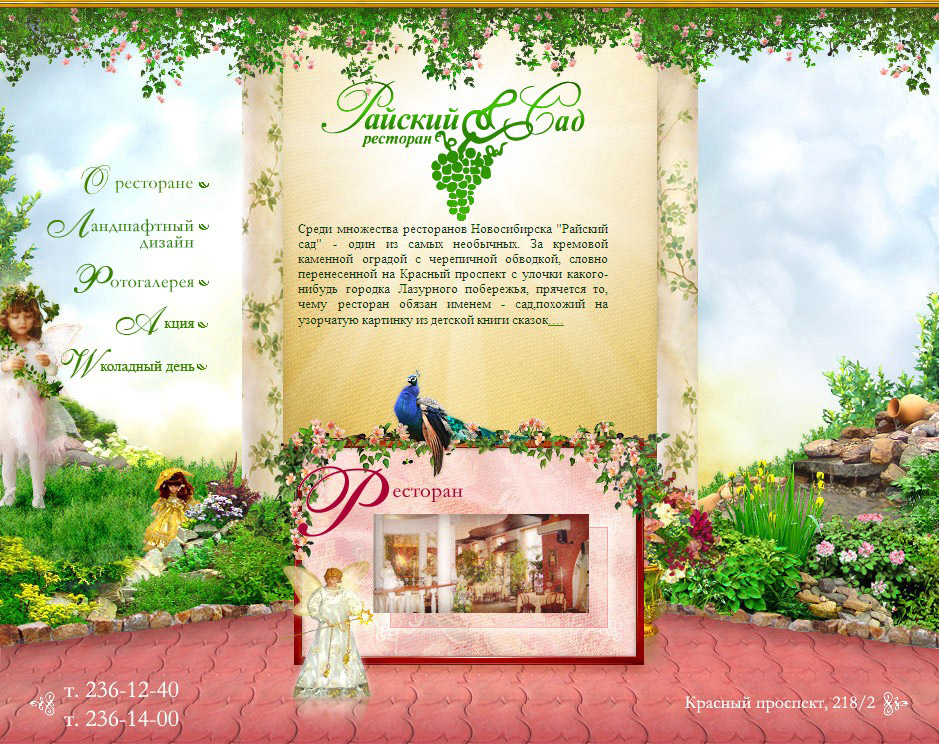 Райский Сад
ресторан
О ресторане
Ландшафтный
дизайн
Фотогалерея
Акция
Школадный день
Среди множества ресторанов Новосибирска "Райский
сад" - один из самых необычных. За кремовой
каменной оградой с черепичной обводкой, словно
перенесенной на Красный проспект с улочки какого-
нибудь городка Лазурного побережья, прячется то,
чему ресторан обязан именем - сад,похожий на
узорчатую картинку из детской книги сказок....
Ресторан
т. 236-12-40
т. 236-14-00
Красный проспект, 218/2